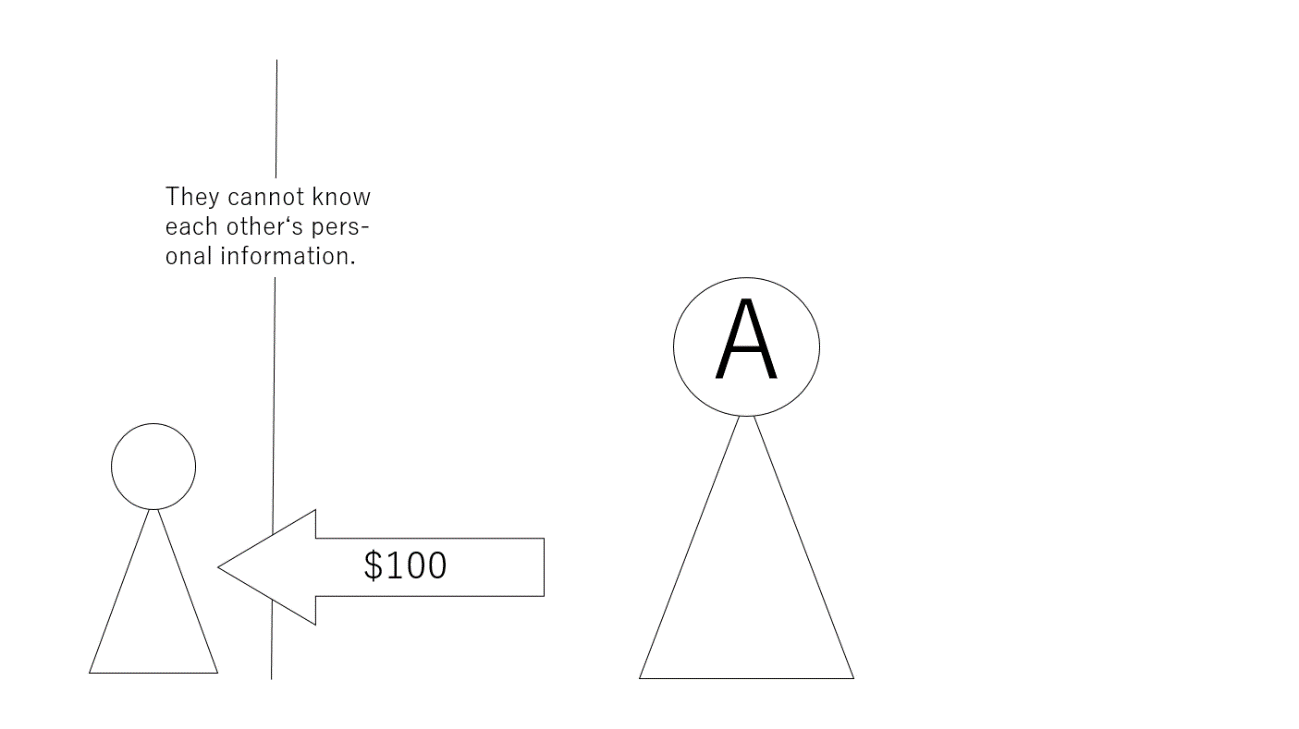 They cannot know
each other‘s pers-
onal information.
A
$100